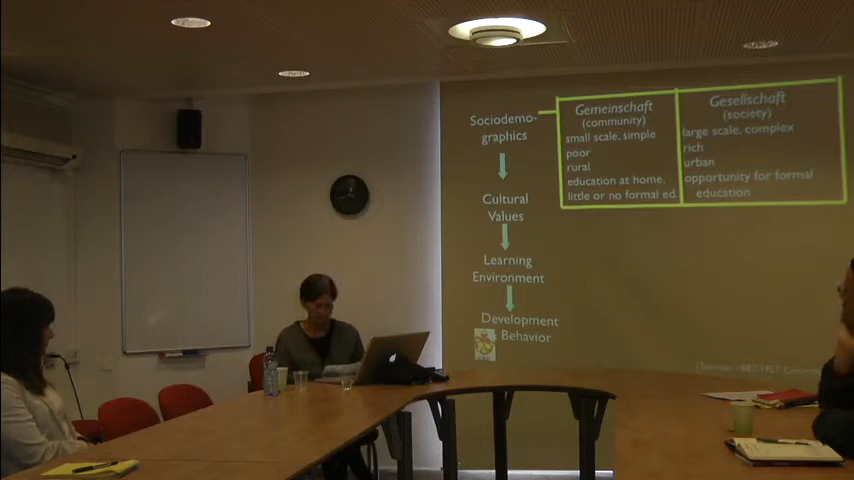 Sociodemo-
graphics
Cultural
Values
Learning
Environment
Development
Behavior
Gemeinschaft
(community)
small scale, simple
poor
rural
education at home,
little or no formal ed.
Gesellschaft
(society)
large scale, complex
rich
urban
opportunity for formal
education